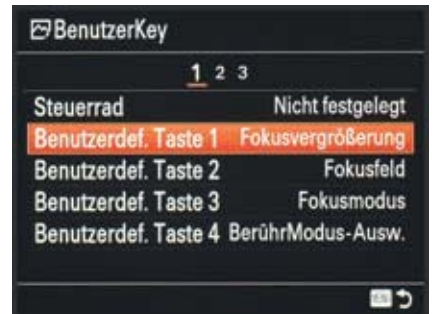 BenutzerKey
1 2 3
Steuerrad Nicht festgelegt
Benutzerdef. Taste 1 Fokusvergrößerung
Benutzerdef. Taste 2 Fokusfeld
Benutzerdef. Taste 3 Fokusmodus
Benutzerdef. Taste 4 BerührModus-Ausw.